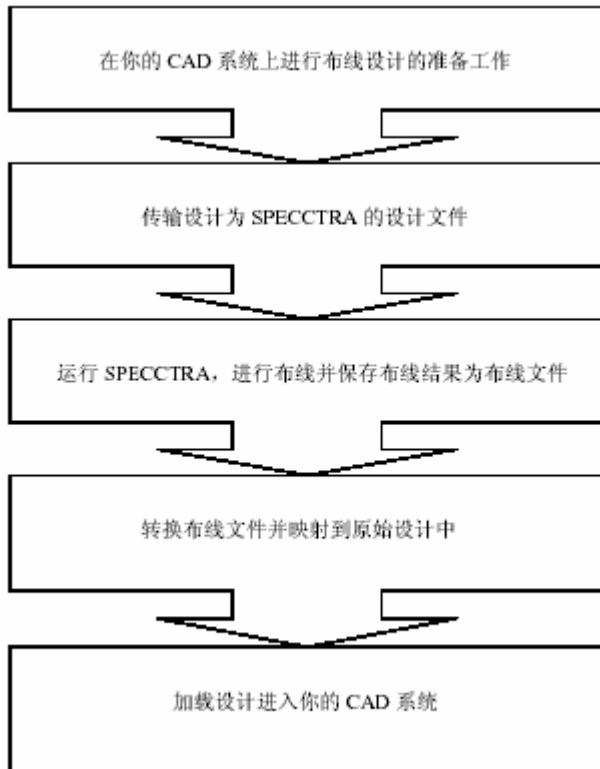 在你的 CAD 系统上进行布线设计的准备工作
传输设计为 SPECCTRA 的设计文件
运行 SPECCTRA，进行布线并保存布线结果为布线文件
转换布线文件并映射到原始设计中
加载设计进入你的 CAD 系统